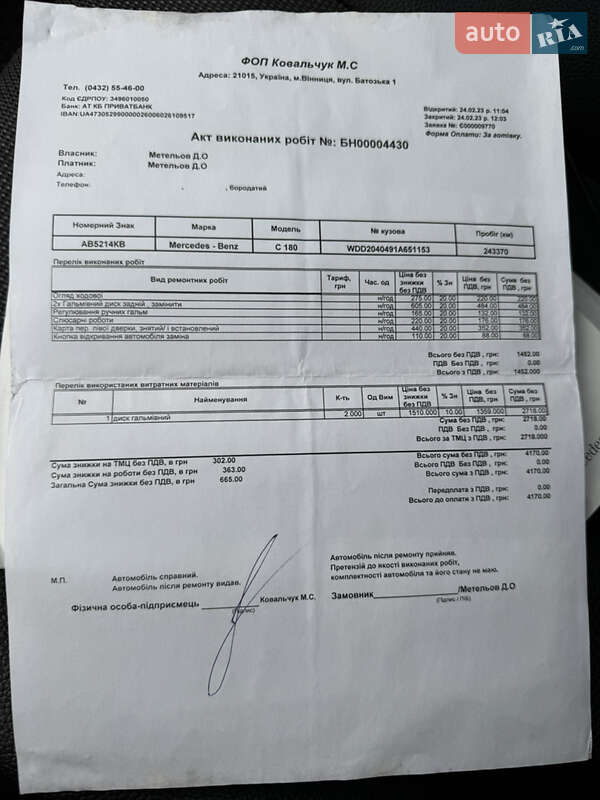 auto RIA .com
ФОП Ковальчук М.С
Адреса: 21015, Україна, м.Вінниця, вул. Батозька 1
Тел. (0432) 55-46-00
Код ЄДРПОУ: 3496010050
Банк: АТ КБ ПРИВАТБАНК
IBAN:UA473052990000026006026109517
Відкритий: 24.02.23 р. 11:04
Закритий: 24.02.23 р. 12:03
Заявка №: С000009770
Форма Оплати: За готівку.
Акт виконаних робіт №: БН00004430
Власник: Метельов Д.О
Платник: Метельов Д.О
Адреса:
Телефон: , , бородатий
Номерний Знак Марка Модель № кузова Пробіг (км)
АВ5214КВ Mercedes - Benz C 180 WDD2040491A651153 243370
Перелік виконаних робіт
Вид ремонтних робіт Тариф, грн Час. од Ціна без знижки без ПДВ % Зн Ціна без ПДВ, грн Сума без ПДВ, грн
Огляд ходової н/год 275.00 20.00 220.00 220.00
2х Гальмівний диск задній , замінити н/год 605.00 20.00 484.00 484.00
Регулювання ручних гальм н/год 165.00 20.00 132.00 132.00
Слюсарні роботи н/год 220.00 20.00 176.00 176.00
Карта пер. лівої дверки, знятий/ і встановлений н/год 440.00 20.00 352.00 352.00
Кнопка відкривання автомобіля заміна н/год 110.00 20.00 88.00 88.00
Всього без ПДВ , грн: 1452.00
ПДВ Без ПДВ , грн: 0.00
Всього з ПДВ , грн: 1452.000
Перелік використаних витратних матеріалів
Nr Найменування К-ть Од Вим Ціна без знижки без ПДВ % Зн Ціна без ПДВ, грн Сума без ПДВ, грн
1 диск гальмівний 2.000 шт 1510.000 10.00 1359.000 2718.00
Сума без ПДВ , грн: 2718.00
ПДВ Без ПДВ , грн: 0.00
Всього за ТМЦ з ПДВ , грн: 2718.000
Сума знижки на ТМЦ без ПДВ, в грн 302.00
Сума знижки на роботи без ПДВ, в грн 363.00
Загальна Сума знижки без ПДВ, в грн 665.00
Всього сума без ПДВ , грн: 4170.00
Всього ПДВ Без ПДВ , грн: 0.00
Всього сума з ПДВ , грн: 4170.00
Передплата з ПДВ , грн: 0.00
Всього до оплати з ПДВ , грн: 4170.00
М.П.
Автомобіль справний.
Автомобіль після ремонту видав.
Фізична особа-підприємець Ковальчук М.С.
(Підпис)
Автомобіль після ремонту прийняв.
Претензій до якості виконаних робіт,
комплектності автомобіля та його стану не маю.
Замовник /Метельов Д.О
(Підпис / ПІБ)